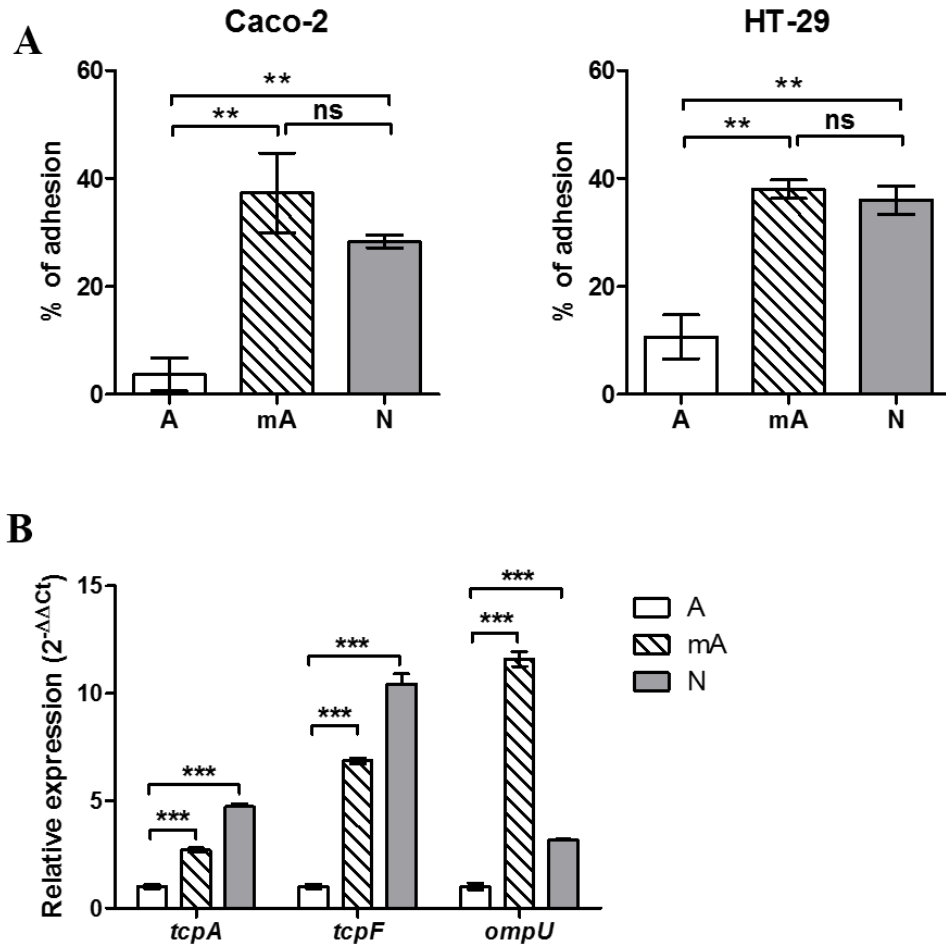 A
Caco-2
% of adhesion
60
40
20
0
**
**
ns
A mA N
HT-29
% of adhesion
60
40
20
0
**
**
ns
A mA N
B
Relative expression (2^-ΔΔCt)
15
10
5
0
***
***
***
***
***
***
tcpA tcpF ompU
A
mA
N